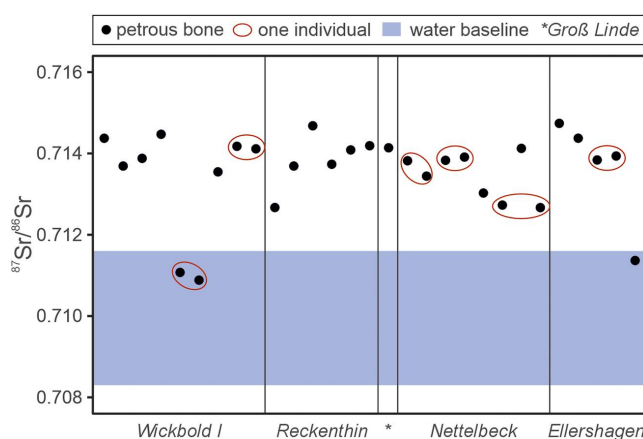 petrous bone one individual water baseline *Groß Linde
0.716
0.714
0.712
0.710
0.708
87Sr/86Sr
Wickbold I Reckenthin * Nettelbeck Ellershagen